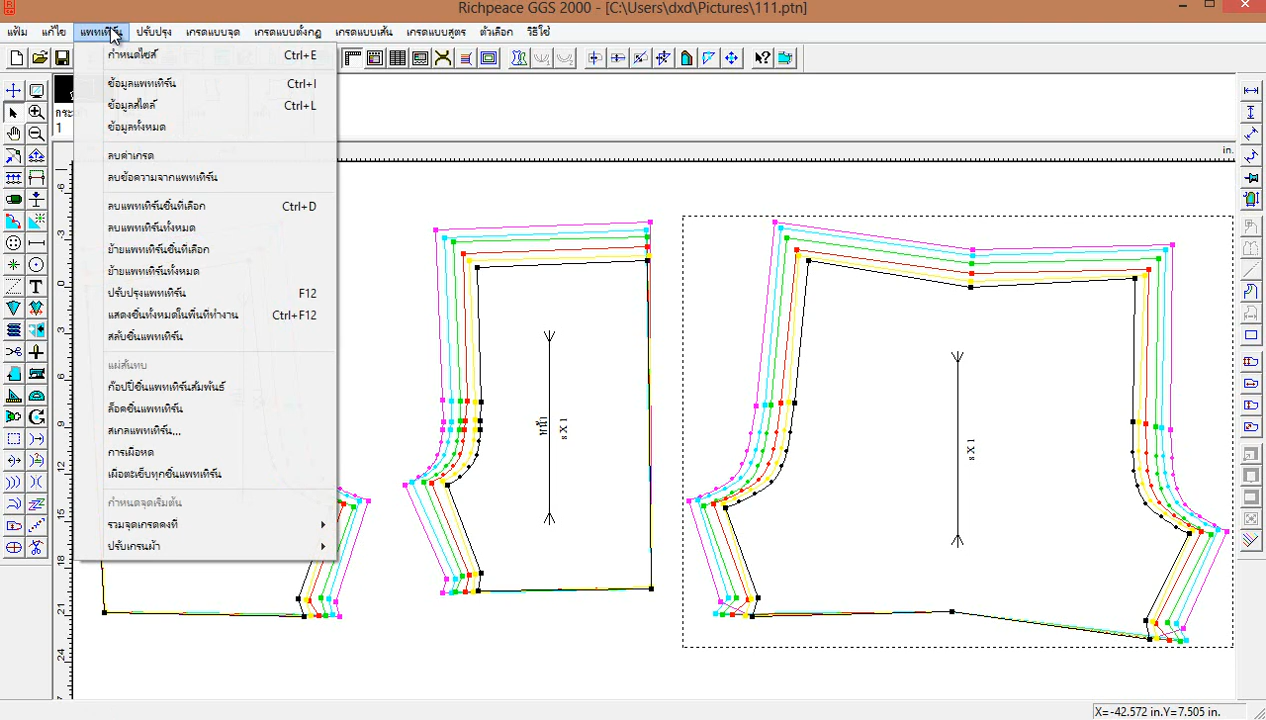 Richpeace GGS 2000 - [C:\Users\dxd\Pictures\111.ptn]
แฟ้ม แก้ไข แพทเทิร์น ปรับปรุง เกรดแบบจุด เกรดแบบตั้งกฎ เกรดแบบเส้น เกรดแบบสูตร ตัวเลือก วิธีใช้
กำหนดไซส์ Ctrl+E
ข้อมูลแพทเทิร์น Ctrl+I
ข้อมูลสไตล์ Ctrl+L
ข้อมูลทั้งหมด
ลบค่าเกรด
ลบข้อความจากแพทเทิร์น
ลบแพทเทิร์นชิ้นที่เลือก Ctrl+D
ลบแพทเทิร์นทั้งหมด
ย้ายแพทเทิร์นชิ้นที่เลือก
ย้ายแพทเทิร์นทั้งหมด
ปรับปรุงแพทเทิร์น F12
แสดงชิ้นทั้งหมดในพื้นที่ทำงาน Ctrl+F12
สลับชิ้นแพทเทิร์น
แผ่สันทบ
ก๊อปปี้ชิ้นแพทเทิร์นสัมพันธ์
ล็อคชิ้นแพทเทิร์น
สเกลแพทเทิร์น...
การเผื่อหด
เผื่อตะเข็บทุกชิ้นแพทเทิร์น
กำหนดจุดเริ่มต้น
รวมจุดเกรดคงที่
ปรับเกรนผ้า
1
in.
3
0
3
6
9
12
15
18
21
24
s X 1
s X 1
X=-42.572 in.Y=7.505 in.